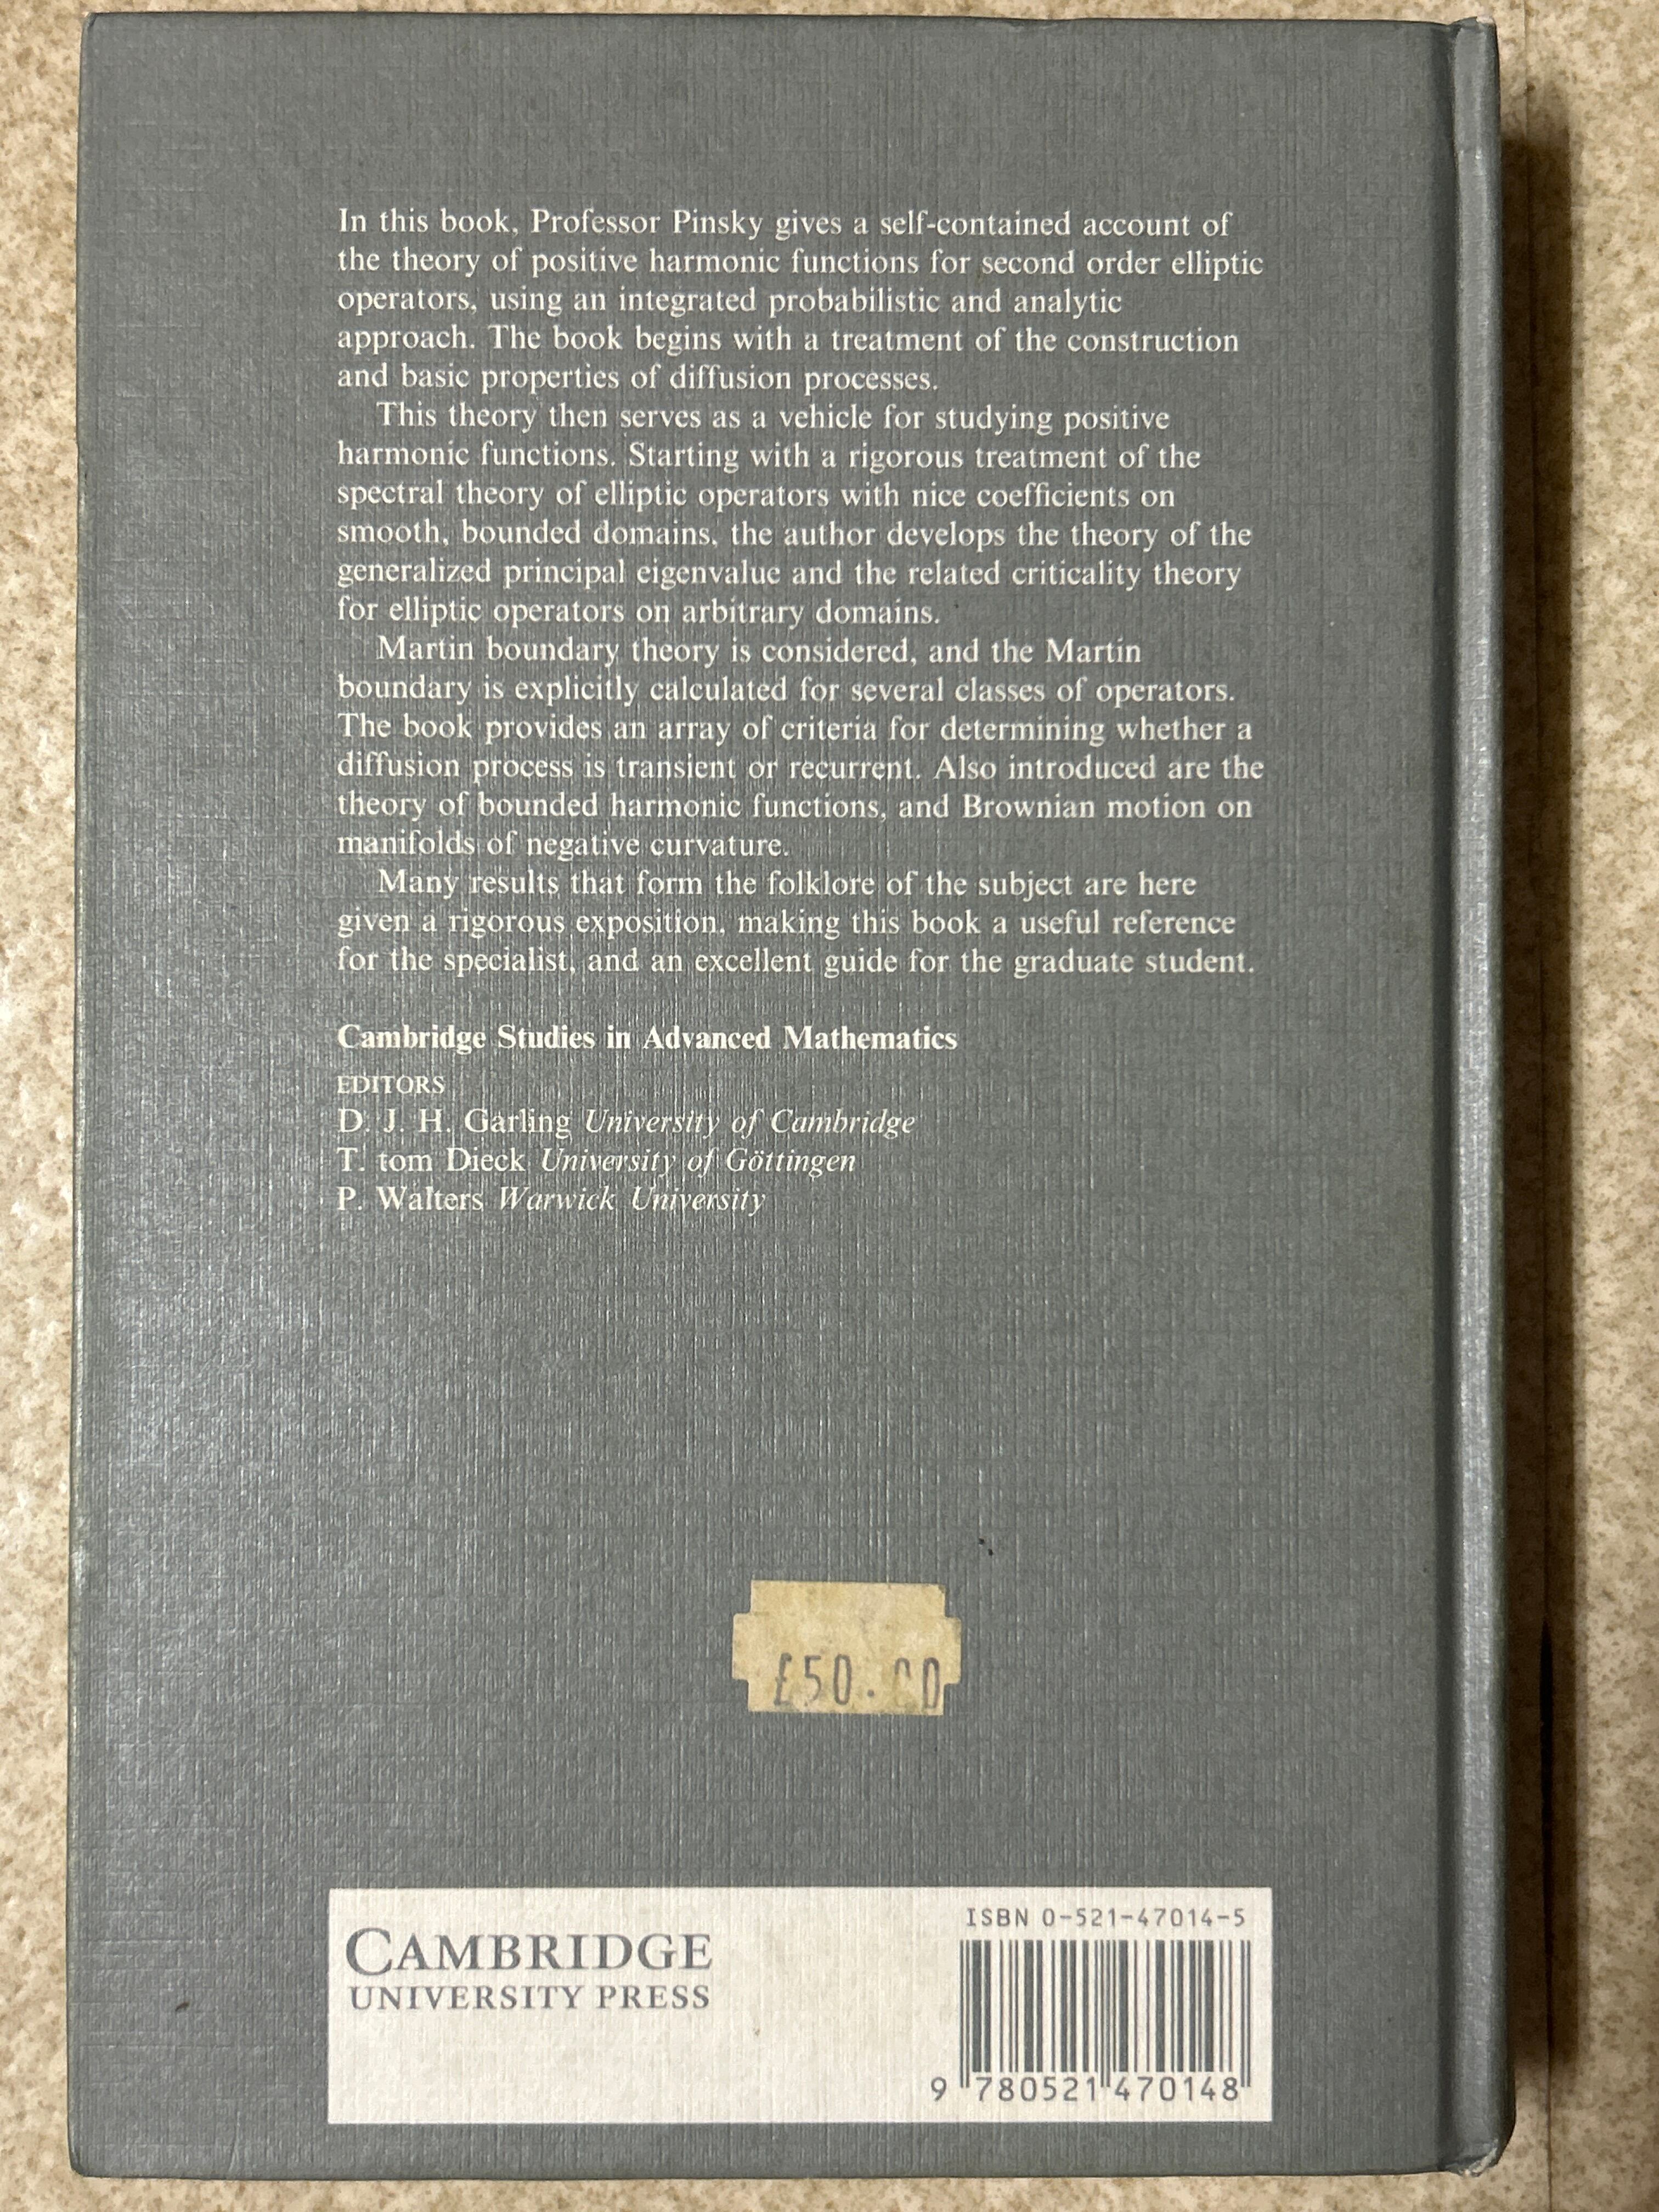 In this book, Professor Pinsky gives a self-contained account of
the theory of positive harmonic functions for second order elliptic
operators, using an integrated probabilistic and analytic
approach. The book begins with a treatment of the construction
and basic properties of diffusion processes.
This theory then serves as a vehicle for studying positive
harmonic functions. Starting with a rigorous treatment of the
spectral theory of elliptic operators with nice coefficients on
smooth, bounded domains, the author develops the theory of the
generalized principal eigenvalue and the related criticality theory
for elliptic operators on arbitrary domains.
Martin boundary theory is considered, and the Martin
boundary is explicitly calculated for several classes of operators.
The book provides an array of criteria for determining whether a
diffusion process is transient or recurrent. Also introduced are the
theory of bounded harmonic functions, and Brownian motion on
manifolds of negative curvature.
Many results that form the folklore of the subject are here
given a rigorous exposition, making this book a useful reference
for the specialist, and an excellent guide for the graduate student.
Cambridge Studies in Advanced Mathematics
EDITORS
D. J. H. Garling University of Cambridge
T. tom Dieck University of Göttingen
P. Walters Warwick University
£50.00
CAMBRIDGE
UNIVERSITY PRESS
ISBN 0-521-47014-5
9 780521 470148